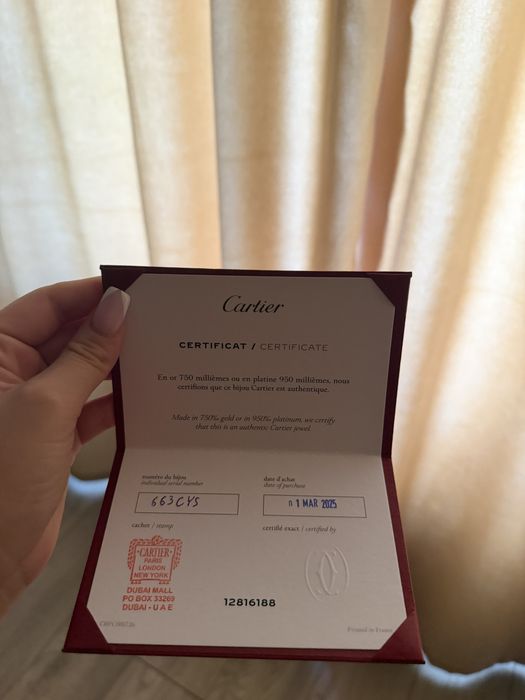 Cartier
CERTIFICAT / CERTIFICATE
En or 750 millièmes ou en platine 950 millièmes, nous
certifions que ce bijou Cartier est authentique.
Made in 750‰ gold or in 950‰ platinum, we certify
that this is an authentic Cartier jewel.
numéro du bijou
individual serial number
663CYS
date d'achat
date of purchase
01 MAR 2025
cachet / stamp
certifié exact / certified by
CARTIER
PARIS
LONDON
NEW YORK
DUBAI MALL
PO BOX 33269
DUBAI - U A E
12816188
Printed in France